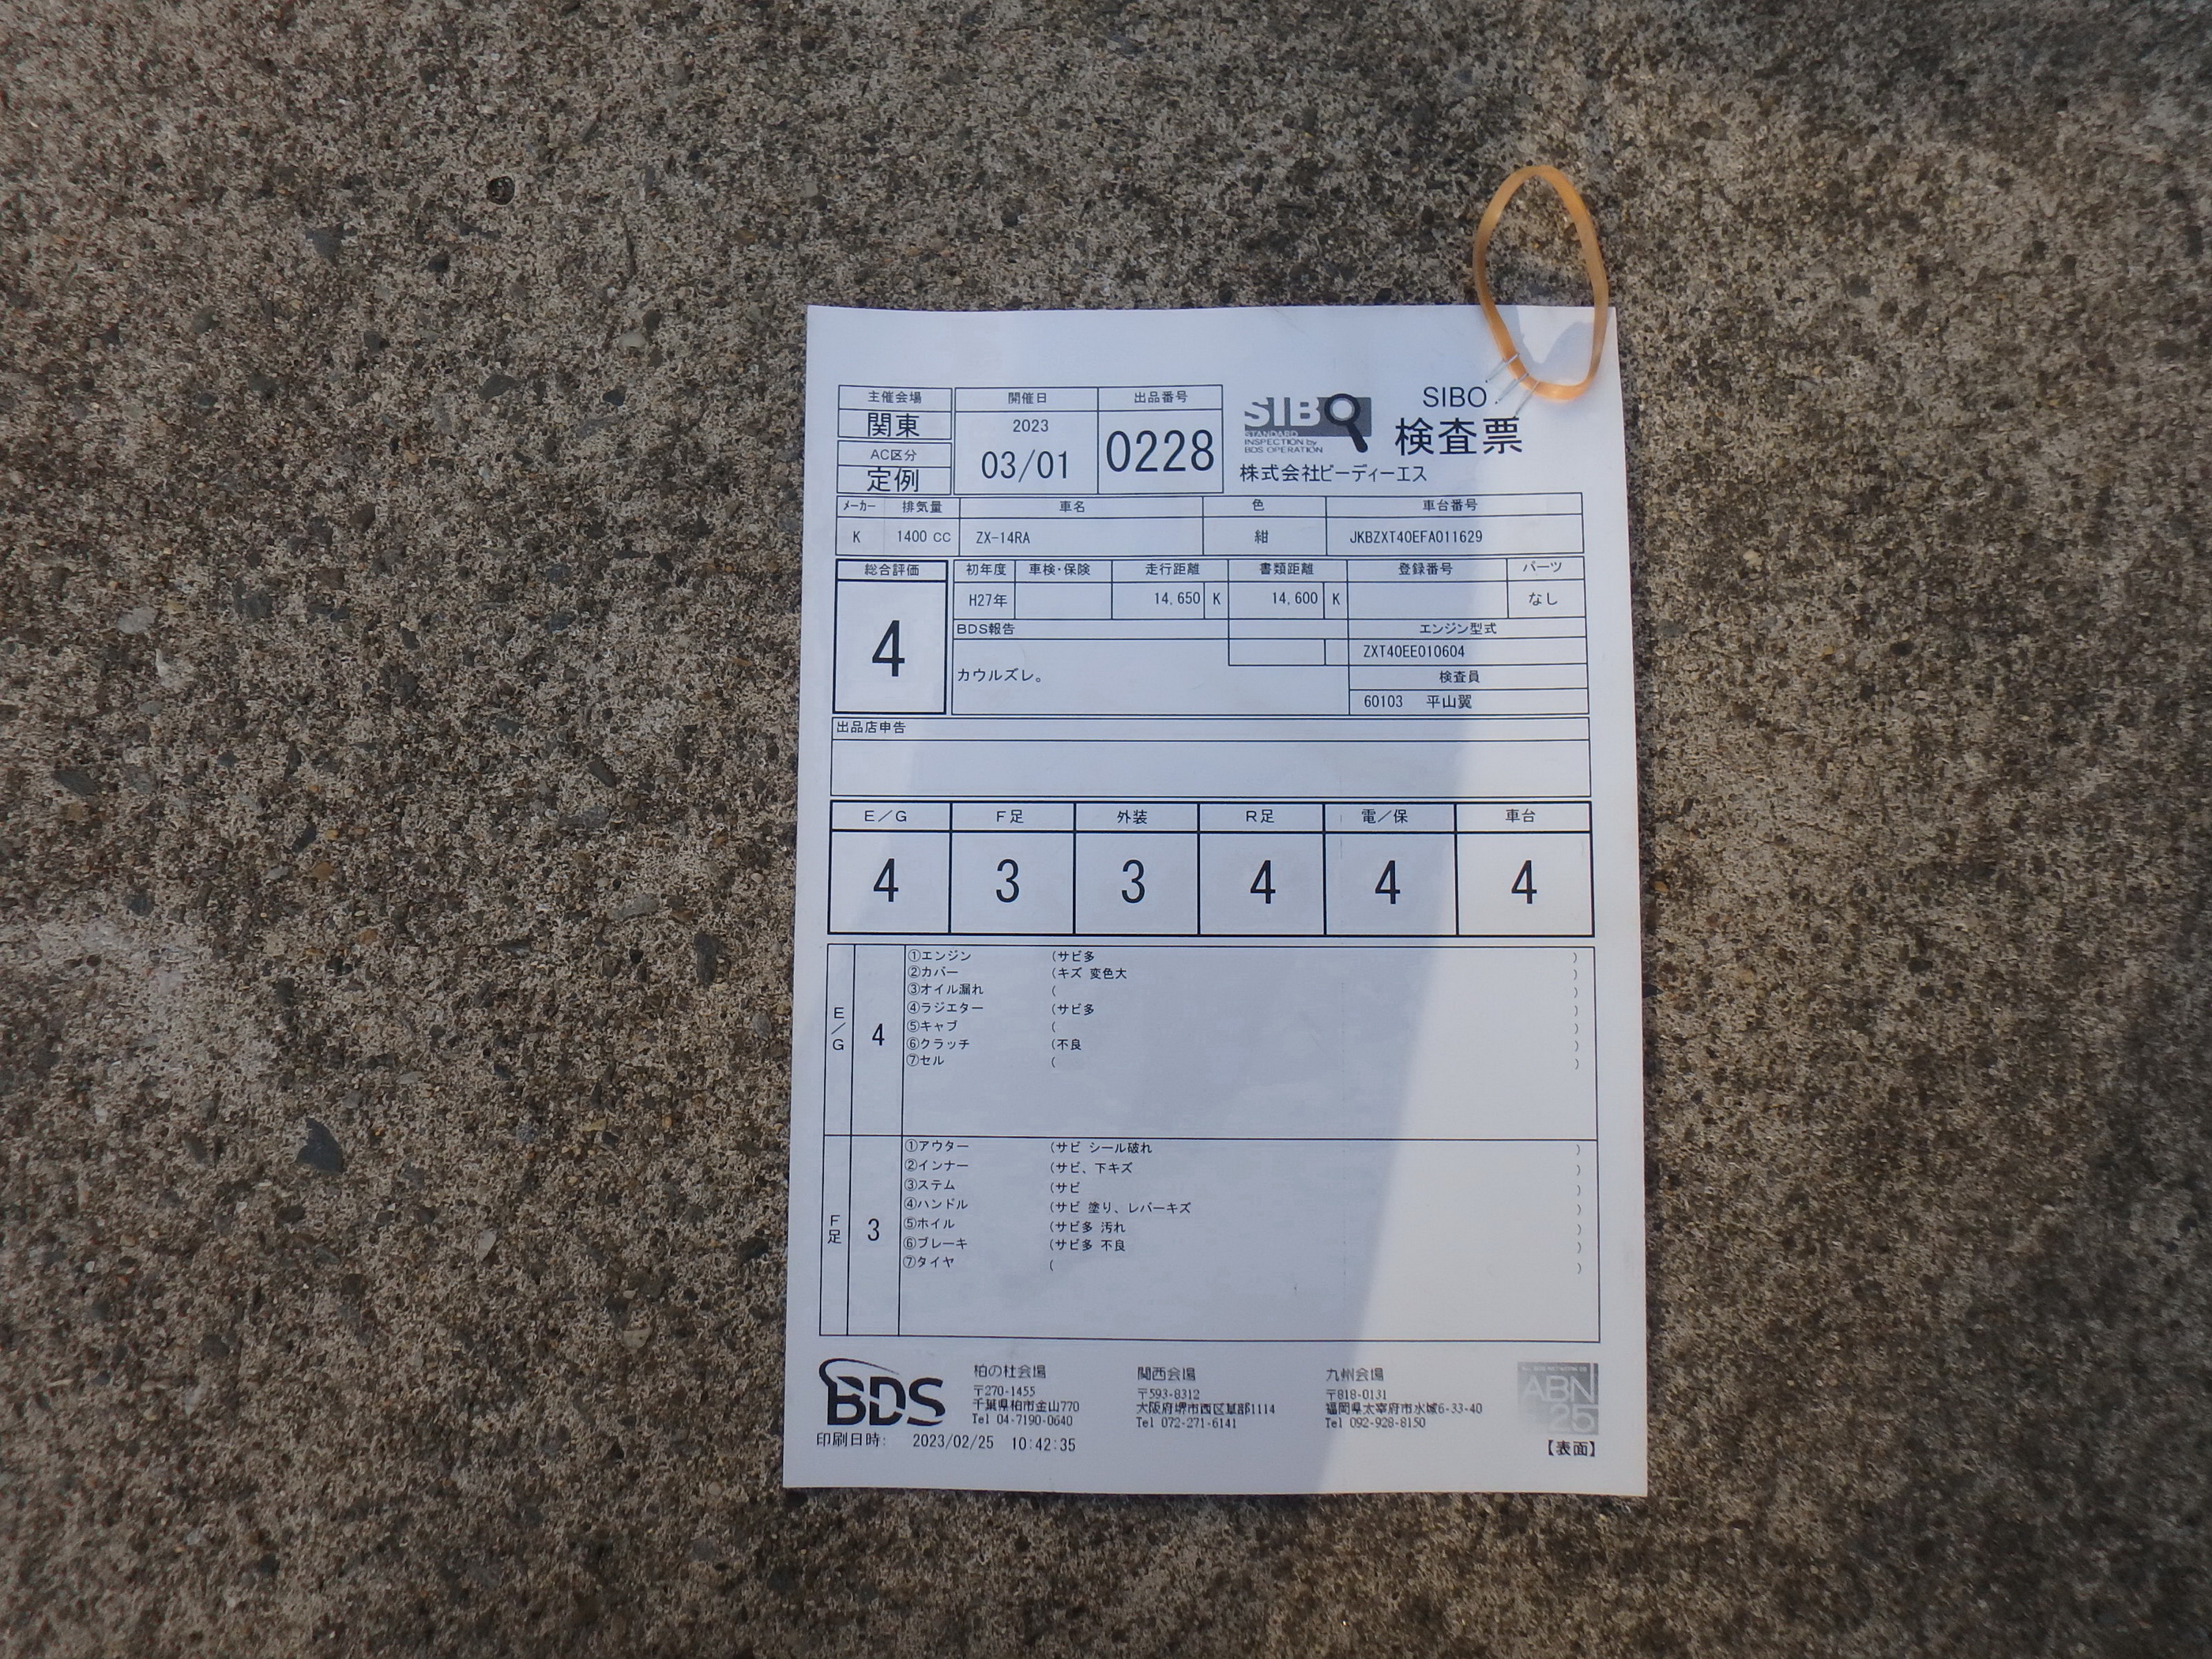 主催会場 開催日 出品番号
関東 2023 03/01 0228
AC区分
定例
SIBO
STANDARD
INSPECTION by
BDS OPERATION
SIBO
検査票
株式会社ビーディーエス
メーカー 排気量 車名 色 車台番号
K 1400 cc ZX-14RA 紺 JKBZXT40EFA011629
総合評価 初年度 車検・保険 走行距離 書類距離 登録番号 パーツ
4 H27年 14,650 K 14,600 K なし
BDS報告 エンジン型式
カウルズレ。 ZXT40EE010604
検査員
60103 平山翼
出品店申告
E/G F足 外装 R足 電/保 車台
4 3 3 4 4 4
E/G 4
①エンジン (サビ多 )
②カバー (キズ 変色大 )
③オイル漏れ ( )
④ラジエター (サビ多 )
⑤キャブ ( )
⑥クラッチ (不良 )
⑦セル ( )
F足 3
①アウター (サビ シール破れ )
②インナー (サビ、下キズ )
③ステム (サビ )
④ハンドル (サビ 塗り、レバーキズ )
⑤ホイル (サビ多 汚れ )
⑥ブレーキ (サビ多 不良 )
⑦タイヤ ( )
BDS
柏の杜会場
〒270-1455
千葉県柏市金山770
Tel 04-7190-0640
関西会場
〒593-8312
大阪府堺市西区草部1114
Tel 072-271-6141
九州会場
〒818-0131
福岡県太宰府市水城6-33-40
Tel 092-928-8150
ABN
25
印刷日時: 2023/02/25 10:42:35
【表面】